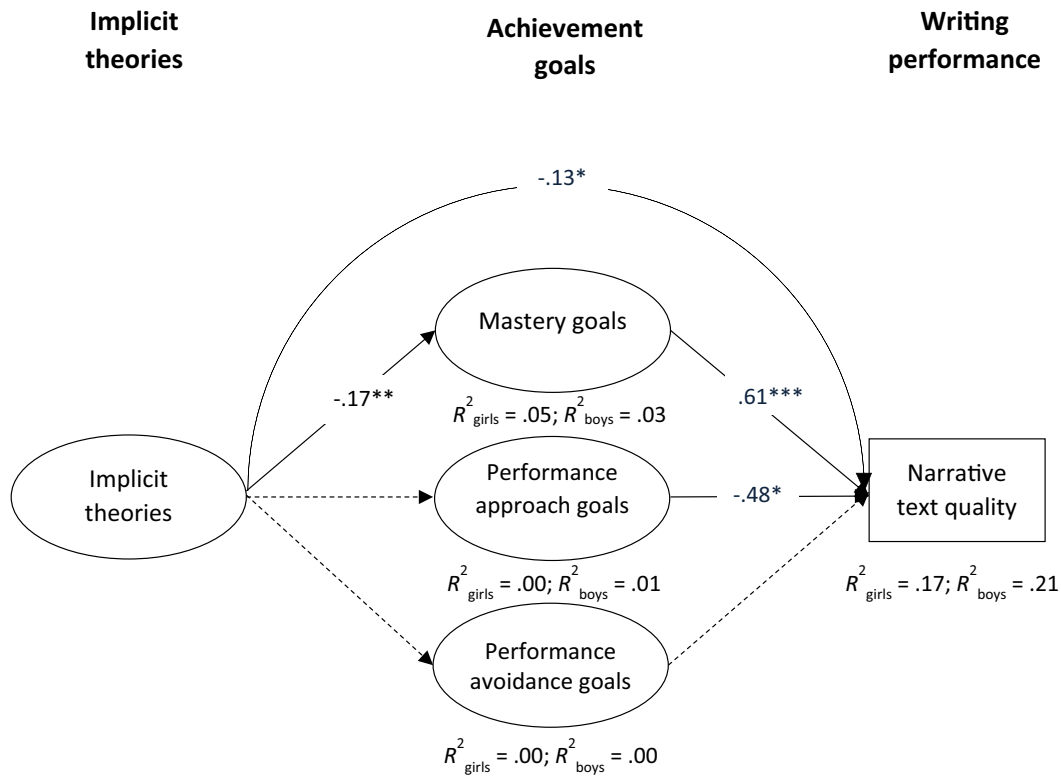 Implicit
theories
Achievement
goals
Writing
performance
-.13*
Mastery goals
-.17**
.61***
R²girls = .05; R²boys = .03
Implicit
theories
Performance
approach goals
-.48*
Narrative
text quality
R²girls = .00; R²boys = .01
R²girls = .17; R²boys = .21
Performance
avoidance goals
R²girls = .00; R²boys = .00